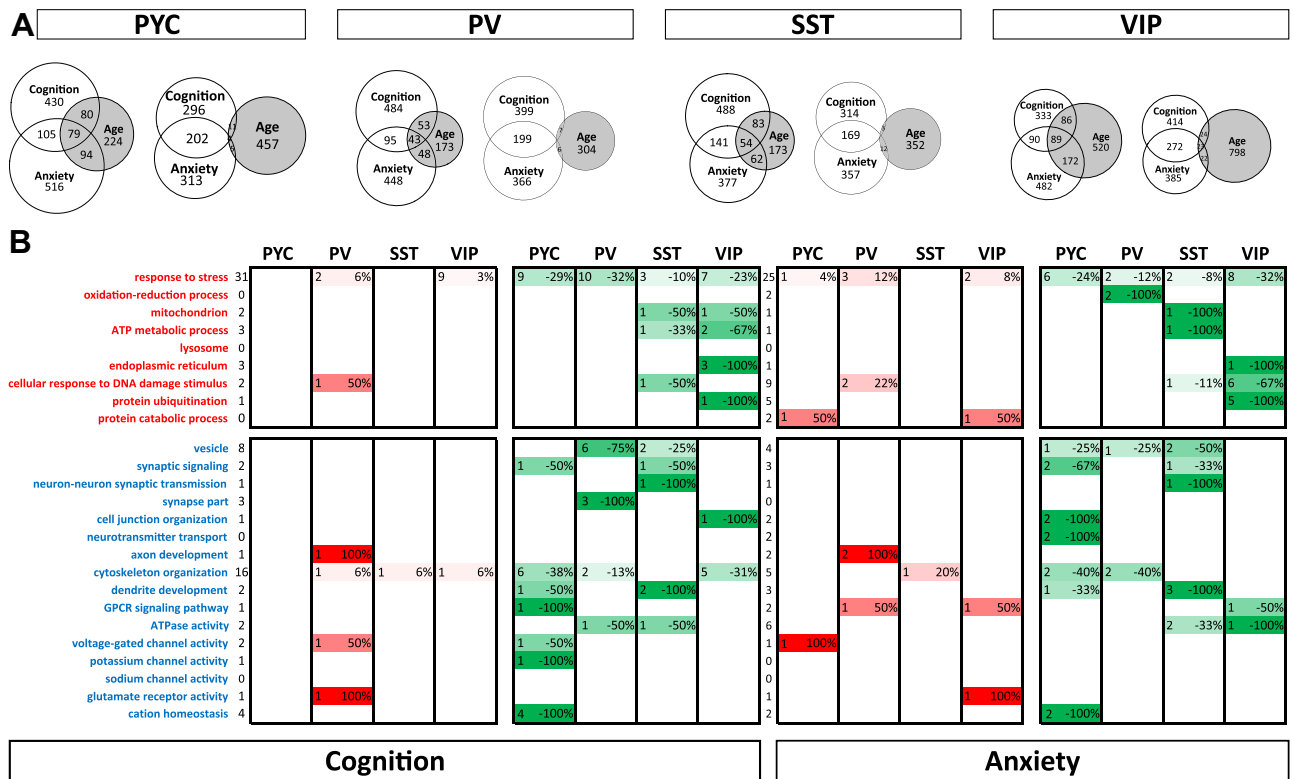 A PYC PV SST VIP
Cognition 430 80 105 79 Age 224 94 Anxiety 516
Cognition 296 11 202 Age 457 Anxiety 313
Cognition 484 53 95 43 Age 173 48 Anxiety 448
Cognition 399 199 Age 304 6 Anxiety 366
Cognition 488 83 141 54 Age 173 62 377 Anxiety
Cognition 314 169 Age 352 12 Anxiety 357
Cognition 333 86 90 89 Age 520 172 Anxiety 482
Cognition 414 24 272 Age 798 22 Anxiety 385
B
PYC PV SST VIP PYC PV SST VIP PYC PV SST VIP PYC PV SST VIP
response to stress 31 2 6% 9 3% 9 -29% 10 -32% 3 -10% 7 -23% 25 1 4% 3 12% 2 8% 6 -24% 2 -12% 2 -8% 8 -32%
oxidation-reduction process 0 2 2 -100%
mitochondrion 2 1 -50% 1 -50% 1 1 -100%
ATP metabolic process 3 1 -33% 2 -67% 1 1 -100%
lysosome 0 0
endoplasmic reticulum 3 3 -100% 1 1 -100%
cellular response to DNA damage stimulus 2 1 50% 1 -50% 9 2 22% 1 -11% 6 -67%
protein ubiquitination 1 1 -100% 5 5 -100%
protein catabolic process 0 2 1 50% 1 50%
vesicle 8 6 -75% 2 -25% 4 1 -25% 1 -25% 2 -50%
synaptic signaling 2 1 -50% 1 -50% 3 2 -67% 1 -33%
neuron-neuron synaptic transmission 1 1 -100% 1 1 -100%
synapse part 3 3 -100% 0
cell junction organization 1 1 -100% 2 2 -100%
neurotransmitter transport 0 2 2 -100%
axon development 1 1 100% 2 2 100%
cytoskeleton organization 16 1 6% 1 6% 1 6% 6 -38% 2 -13% 5 -31% 5 1 20% 2 -40% 2 -40%
dendrite development 2 1 -50% 2 -100% 3 1 -33% 3 -100%
GPCR signaling pathway 1 1 -100% 2 1 50% 1 50% 1 -50%
ATPase activity 2 1 -50% 1 -50% 6 2 -33% 1 -100%
voltage-gated channel activity 2 1 50% 1 -50% 1 1 100%
potassium channel activity 1 1 -100% 0
sodium channel activity 0 0
glutamate receptor activity 1 1 100% 1 1 100%
cation homeostasis 4 4 -100% 2 2 -100%
Cognition Anxiety